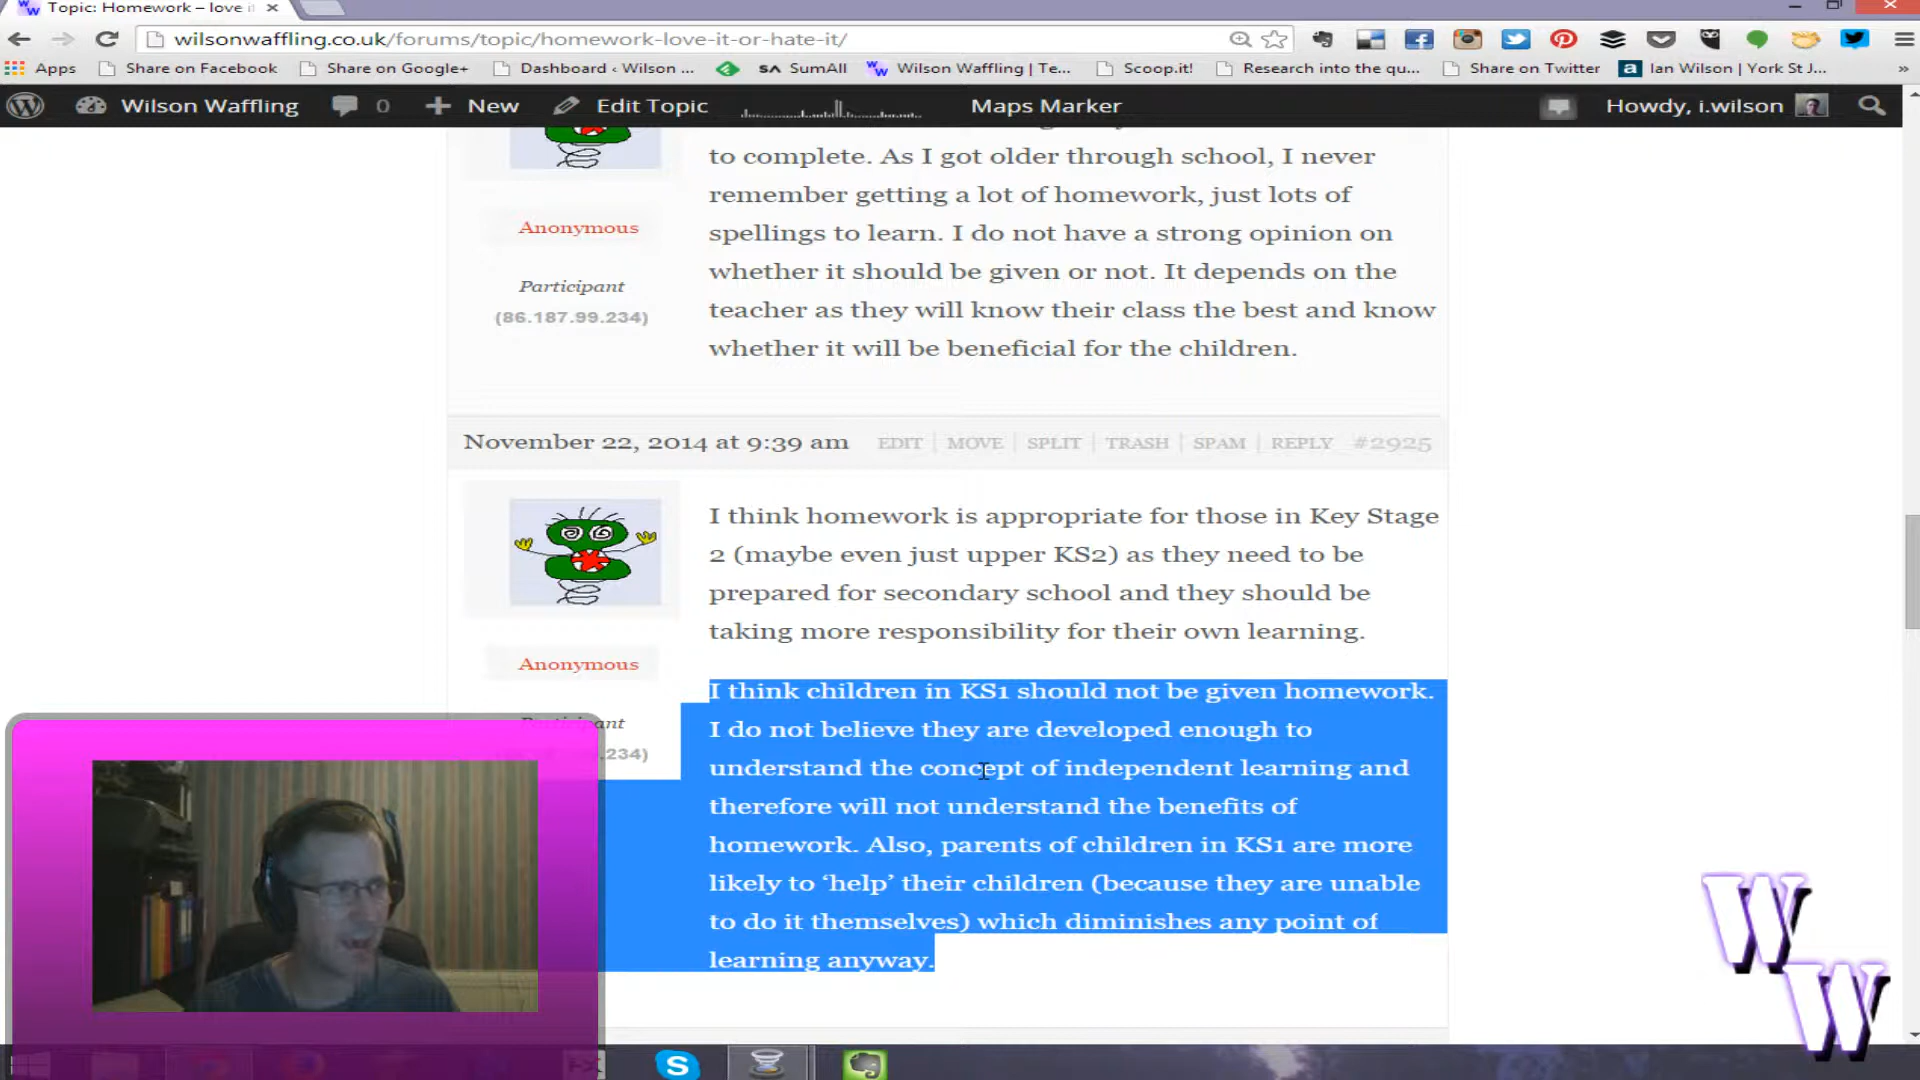 Topic: Homework – love i
wilsonwaffling.co.uk/forums/topic/homework-love-it-or-hate-it/
Apps Share on Facebook Share on Google+ Dashboard ‹ Wilson ... SumAll Wilson Waffling | Te... Scoop.it! Research into the qu... Share on Twitter Ian Wilson | York St J... »
Wilson Waffling 0 + New Edit Topic Maps Marker Howdy, i.wilson
to complete. As I got older through school, I never
remember getting a lot of homework, just lots of
Anonymous
spellings to learn. I do not have a strong opinion on
whether it should be given or not. It depends on the
Participant
teacher as they will know their class the best and know
(86.187.99.234)
whether it will be beneficial for the children.
November 22, 2014 at 9:39 am EDIT | MOVE | SPLIT | TRASH | SPAM | REPLY #2925
I think homework is appropriate for those in Key Stage
2 (maybe even just upper KS2) as they need to be
prepared for secondary school and they should be
taking more responsibility for their own learning.
Anonymous
I think children in KS1 should not be given homework.
Participant
I do not believe they are developed enough to
.234)
understand the concept of independent learning and
therefore will not understand the benefits of
homework. Also, parents of children in KS1 are more
likely to ‘help’ their children (because they are unable
to do it themselves) which diminishes any point of
learning anyway.
W
W